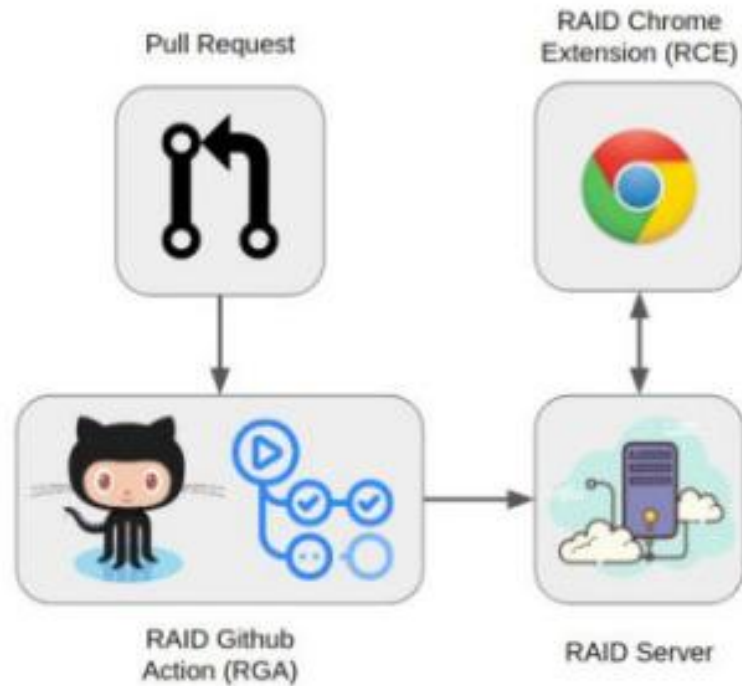 Pull Request
RAID Chrome
Extension (RCE)
RAID Github
Action (RGA)
RAID Server